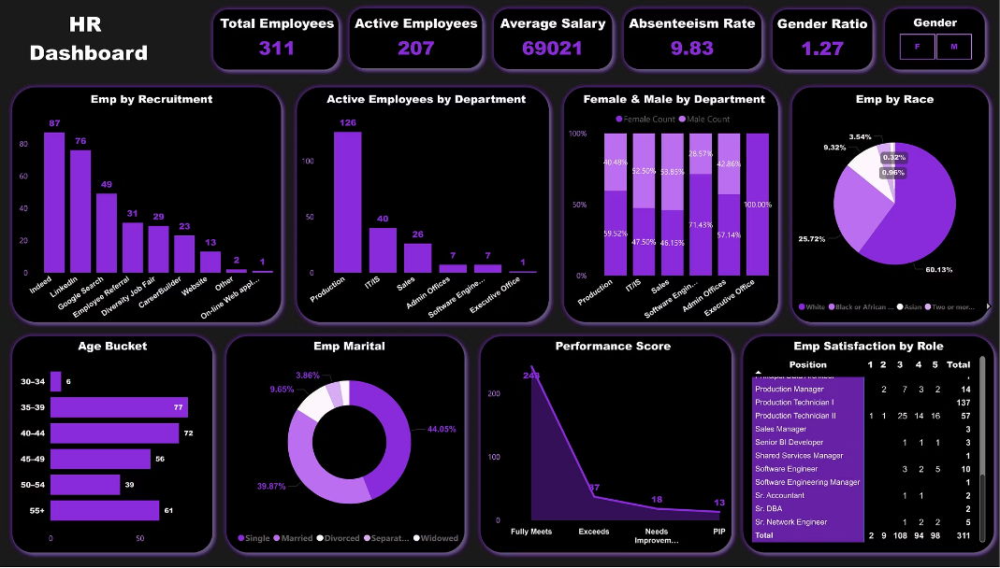 HR
Dashboard
Total Employees
311
Active Employees
207
Average Salary
69021
Absenteeism Rate
9.83
Gender Ratio
1.27
Gender
F M
Emp by Recruitment
87
76
49
31
29
23
13
2
1
80
60
40
20
0
Indeed
LinkedIn
Google Search
Employee Referral
Diversity Job Fair
CareerBuilder
Website
Other
On-line Web appl...
Active Employees by Department
126
40
26
7
7
1
100
50
0
Production
IT/IS
Sales
Admin Offices
Software Engine...
Executive Office
Female & Male by Department
Female Count Male Count
100%
50%
0%
40.48%
52.50%
53.85%
28.57%
42.86%
100.00%
59.52%
47.50%
46.15%
71.43%
57.14%
Production
IT/IS
Sales
Software Engin...
Admin Offices
Executive Office
Emp by Race
3.54%
9.32%
0.32%
0.96%
25.72%
60.13%
White Black or African ... Asian Two or mor...
Age Bucket
30–34 6
35–39 77
40–44 72
45–49 56
50–54 39
55+ 61
0 50
Emp Marital
3.86%
9.65%
44.05%
39.87%
Single Married Divorced Separat... Widowed
Performance Score
200
100
0
18
13
Fully Meets
Exceeds
Needs
Improvem...
PIP
Emp Satisfaction by Role
Position 1 2 3 4 5 Total
Production Manager 2 7 3 2 14
Production Technician I 137
Production Technician II 1 1 25 14 16 57
Sales Manager 3
Senior BI Developer 1 1 1 3
Shared Services Manager 1
Software Engineer 3 2 5 10
Software Engineering Manager 1
Sr. Accountant 1 1 2
Sr. DBA 2
Sr. Network Engineer 1 2 2 5
Total 2 9 108 94 98 311